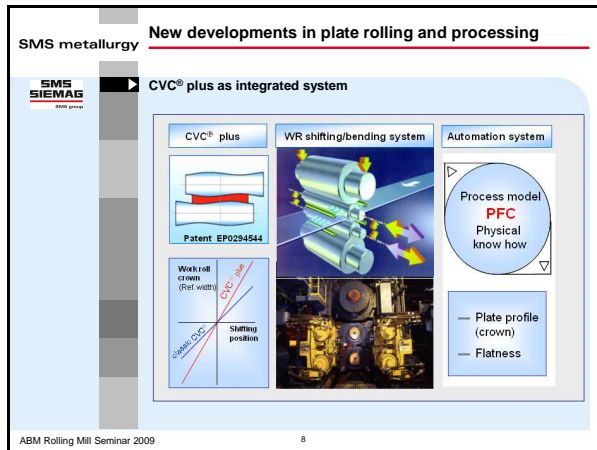 SMS metallurgy
New developments in plate rolling and processing
SMS
SIEMAG
SMS group
CVC® plus as integrated system
CVC® plus
WR shifting/bending system
Automation system
Patent EP0294544
Process model
PFC
Physical
know how
Work roll
crown
(Ref. width)
CVC® plus
classic CVC®
Shifting
position
Plate profile
(crown)
Flatness
ABM Rolling Mill Seminar 2009
8